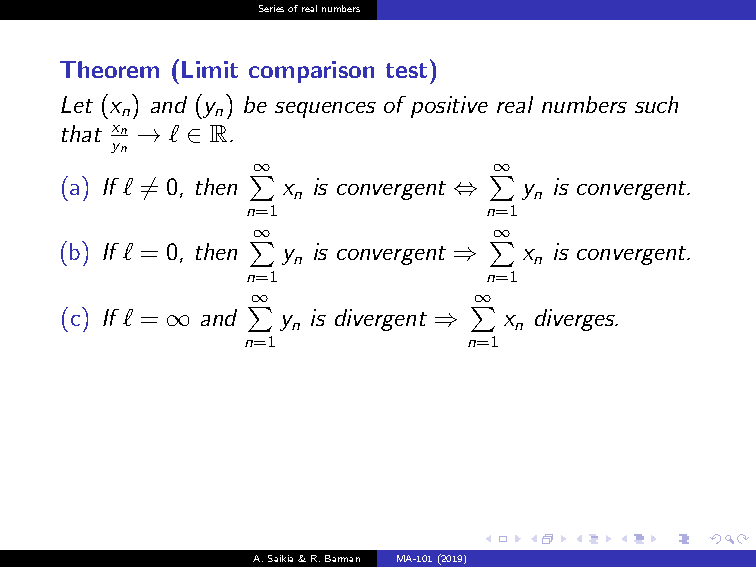 Series of real numbers
Theorem (Limit comparison test)
Let (xₙ) and (yₙ) be sequences of positive real numbers such
that xₙ/yₙ → ℓ ∈ ℝ.
(a) If ℓ ≠ 0, then ∑_{n=1}^{∞} xₙ is convergent ⇔ ∑_{n=1}^{∞} yₙ is convergent.
(b) If ℓ = 0, then ∑_{n=1}^{∞} yₙ is convergent ⇒ ∑_{n=1}^{∞} xₙ is convergent.
(c) If ℓ = ∞ and ∑_{n=1}^{∞} yₙ is divergent ⇒ ∑_{n=1}^{∞} xₙ diverges.
A. Saikia & R. Barman MA-101 (2019)